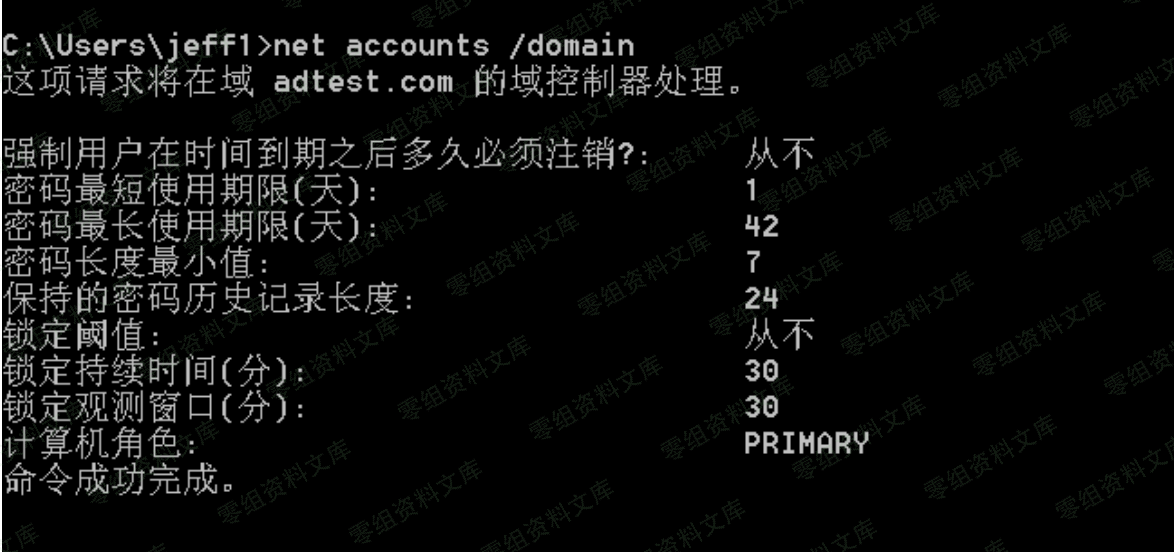 C:\Users\jeff1>net accounts /domain
这项请求将在域 adtest.com 的域控制器处理。
强制用户在时间到期之后多久必须注销?: 从不
密码最短使用期限(天): 1
密码最长使用期限(天): 42
密码长度最小值: 7
保持的密码历史记录长度: 24
锁定阈值: 从不
锁定持续时间(分): 30
锁定观测窗口(分): 30
计算机角色: PRIMARY
命令成功完成。
零组资料文库